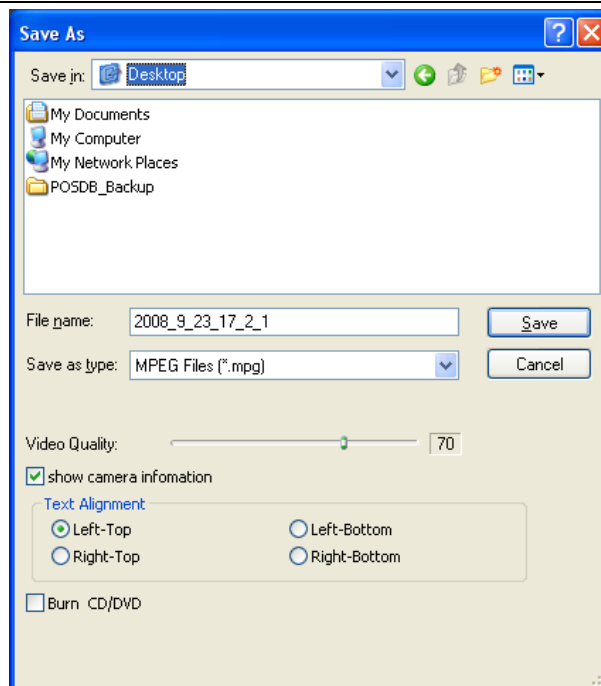 Save As
Save in: Desktop
My Documents
My Computer
My Network Places
POSDB_Backup
File name: 2008_9_23_17_2_1 Save
Save as type: MPEG Files (*.mpg) Cancel
Video Quality: 70
show camera infomation
Text Alignment
Left-Top Left-Bottom
Right-Top Right-Bottom
Burn CD/DVD